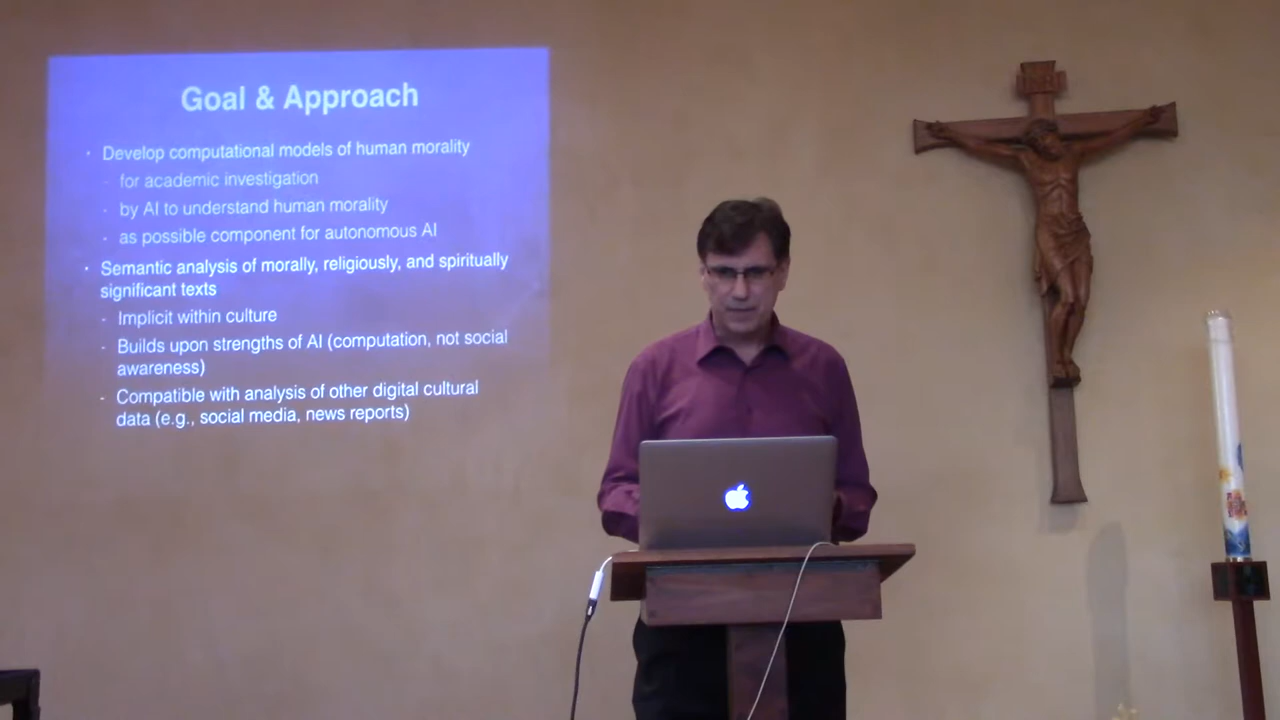 Goal & Approach
· Develop computational models of human morality
- for academic investigation
- by AI to understand human morality
- as possible component for autonomous AI
· Semantic analysis of morally, religiously, and spiritually
significant texts
- Implicit within culture
- Builds upon strengths of AI (computation, not social
awareness)
- Compatible with analysis of other digital cultural
data (e.g., social media, news reports)